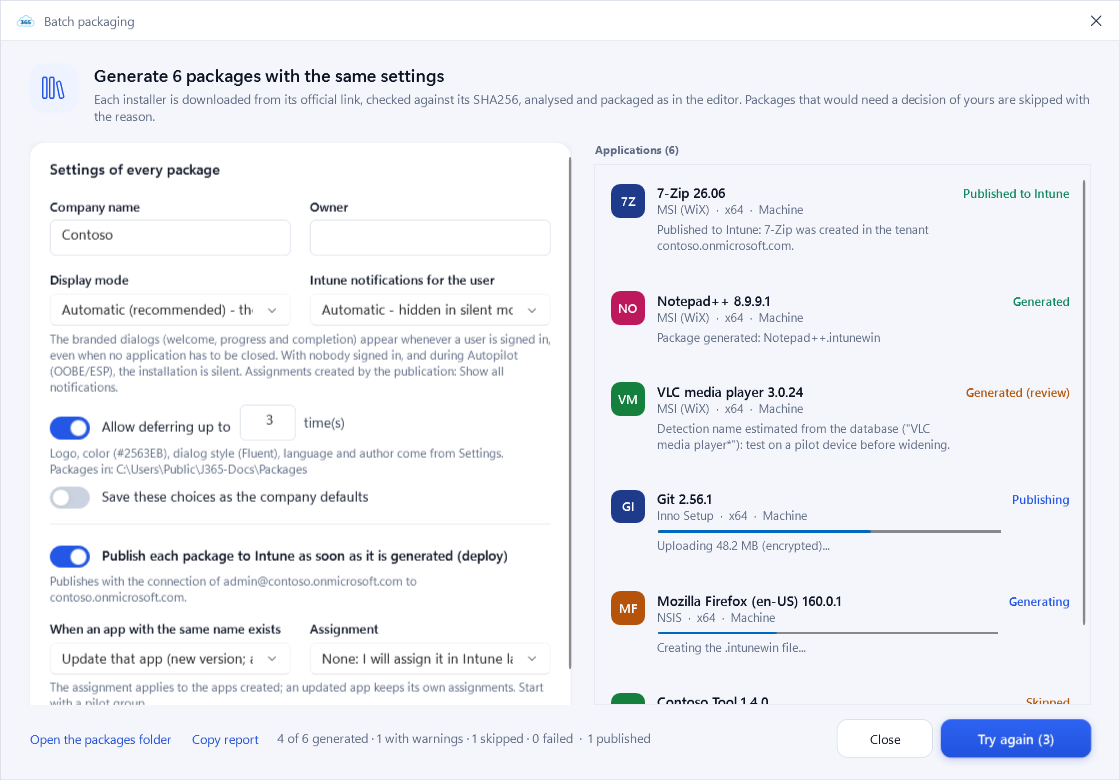 365 Batch packaging
Generate 6 packages with the same settings
Each installer is downloaded from its official link, checked against its SHA256, analysed and packaged as in the editor. Packages that would need a decision of yours are skipped with
the reason.
Settings of every package
Company name
Owner
Contoso
Display mode
Intune notifications for the user
Automatic (recommended) - the
Automatic - hidden in silent mo
The branded dialogs (welcome, progress and completion) appear whenever a user is signed in,
even when no application has to be closed. With nobody signed in, and during Autopilot
(OOBE/ESP), the installation is silent. Assignments created by the publication: Show all
notifications.
Allow deferring up to 3 time(s)
Logo, color (#2563EB), dialog style (Fluent), language and author come from Settings.
Packages in: C:\Users\Public\J365-Docs\Packages
Save these choices as the company defaults
Publish each package to Intune as soon as it is generated (deploy)
Publishes with the connection of admin@contoso.onmicrosoft.com to
contoso.onmicrosoft.com.
When an app with the same name exists
Assignment
Update that app (new version; a
None: I will assign it in Intune la
The assignment applies to the apps created; an updated app keeps its own assignments. Start
with a pilot group.
Applications (6)
7Z
7-Zip 26.06
Published to Intune
MSI (WiX) · x64 · Machine
Published to Intune: 7-Zip was created in the tenant
contoso.onmicrosoft.com.
NO
Notepad++ 8.9.9.1
Generated
MSI (WiX) · x64 · Machine
Package generated: Notepad++.intunewin
VM
VLC media player 3.0.24
Generated (review)
MSI (WiX) · x64 · Machine
Detection name estimated from the database ("VLC
media player*"): test on a pilot device before widening.
GI
Git 2.56.1
Publishing
Inno Setup · x64 · Machine
Uploading 48.2 MB (encrypted)...
MF
Mozilla Firefox (en-US) 160.0.1
Generating
NSIS · x64 · Machine
Creating the .intunewin file...
Contoso Tool 1.4.0
Skipped
Open the packages folder
Copy report
4 of 6 generated · 1 with warnings · 1 skipped · 0 failed · 1 published
Close
Try again (3)